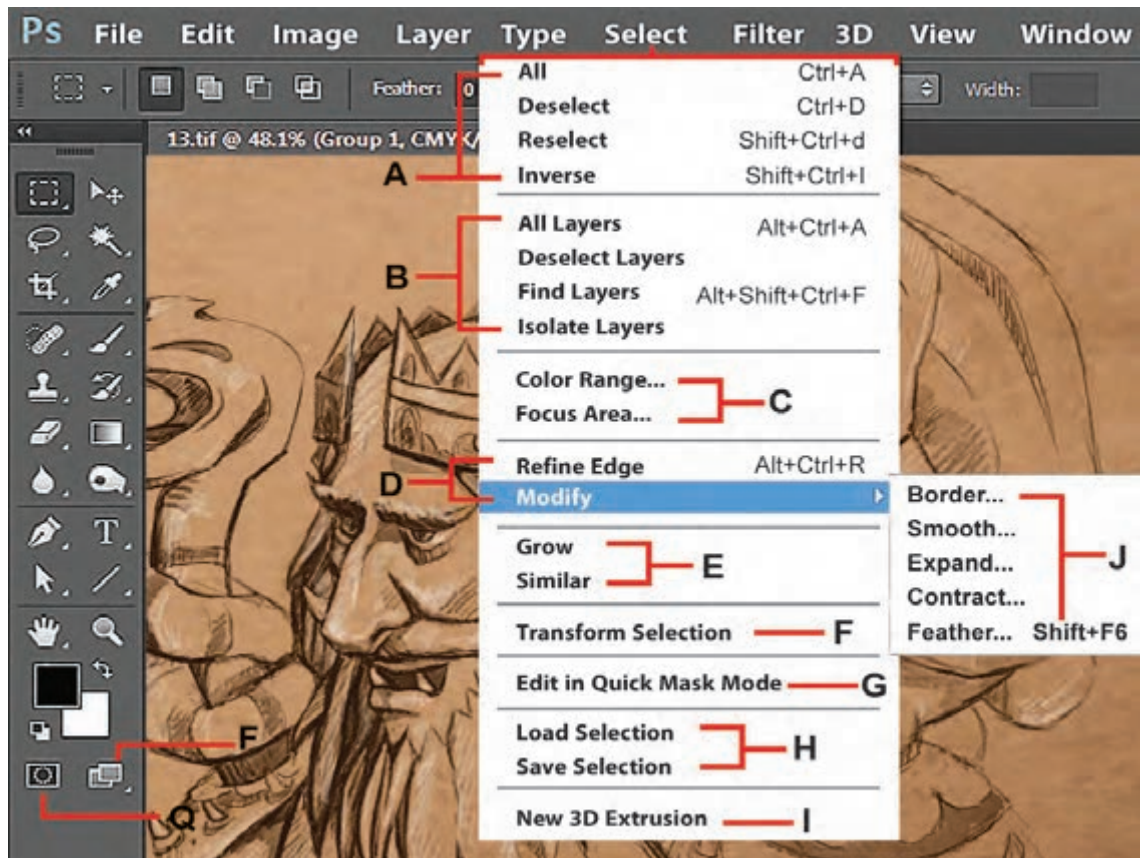 Ps File Edit Image Layer Type Select Filter 3D View Window
Feather: 0 Width:
13.tif @ 48.1% (Group 1, CMYK/
A
All Ctrl+A
Deselect Ctrl+D
Reselect Shift+Ctrl+d
Inverse Shift+Ctrl+I
B
All Layers Alt+Ctrl+A
Deselect Layers
Find Layers Alt+Shift+Ctrl+F
Isolate Layers
Color Range...
Focus Area...
C
D
Refine Edge Alt+Ctrl+R
Modify
Border...
Smooth...
Expand...
Contract...
Feather... Shift+F6
J
Grow
Similar
E
Transform Selection F
Edit in Quick Mask Mode G
Load Selection
Save Selection
H
New 3D Extrusion I
T
F
Q